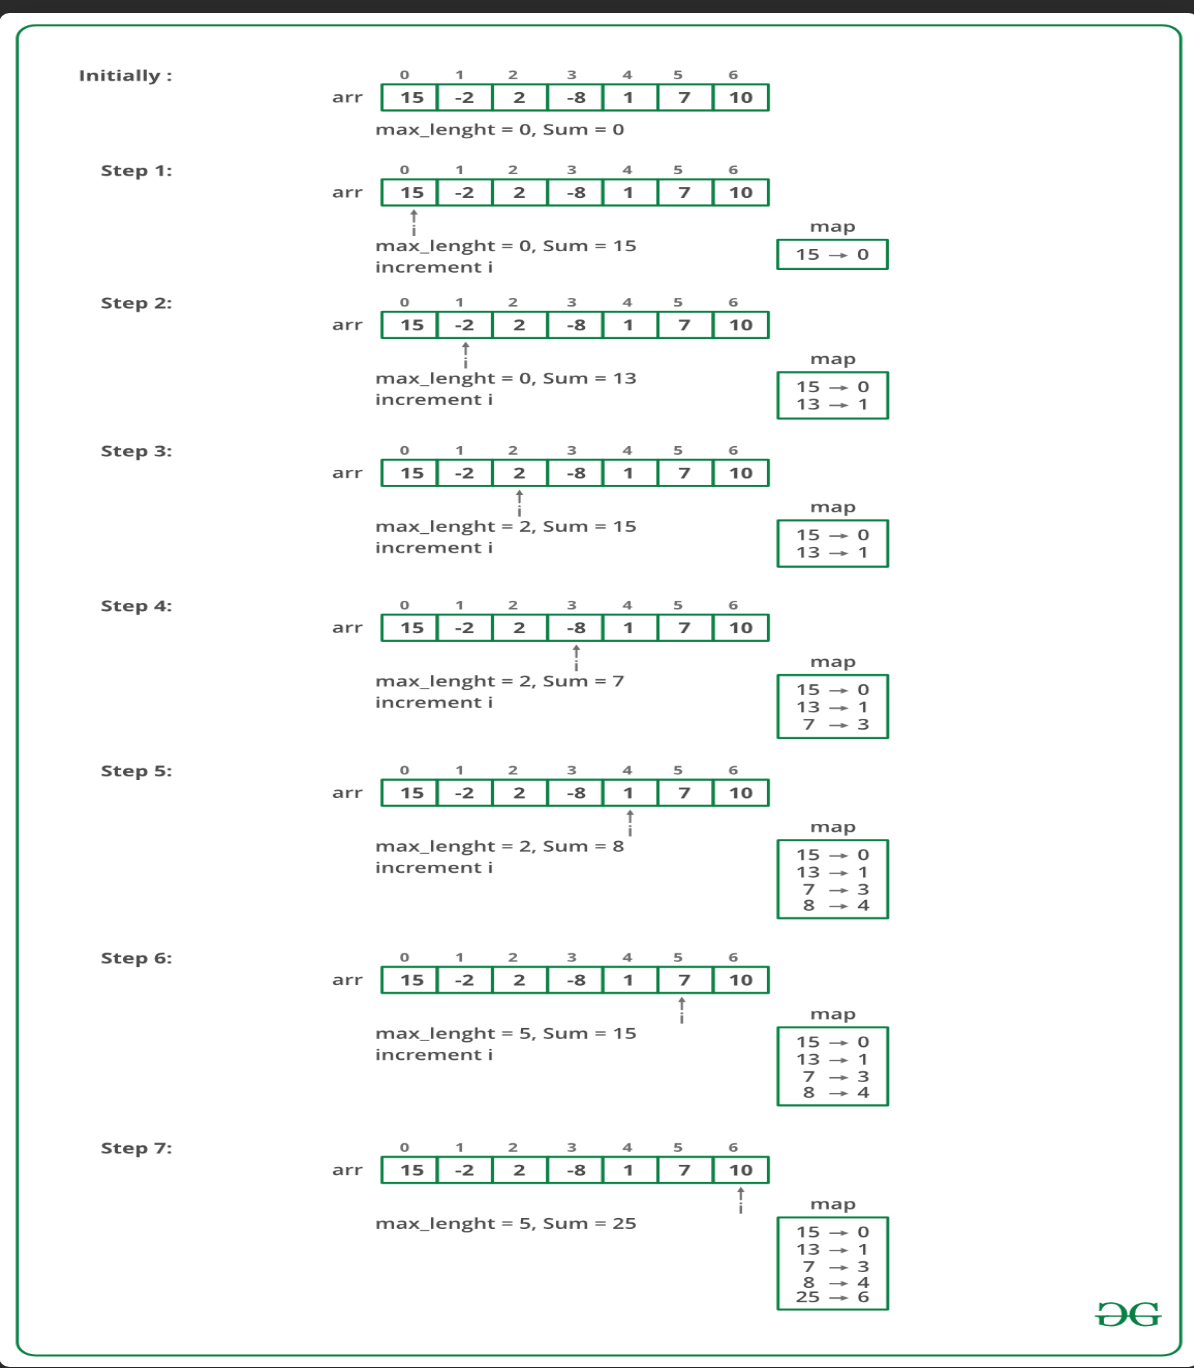 Initially :
0 1 2 3 4 5 6
arr 15 -2 2 -8 1 7 10
max_lenght = 0, Sum = 0
Step 1:
0 1 2 3 4 5 6
arr 15 -2 2 -8 1 7 10
i
max_lenght = 0, Sum = 15
increment i
map
15 → 0
Step 2:
0 1 2 3 4 5 6
arr 15 -2 2 -8 1 7 10
i
max_lenght = 0, Sum = 13
increment i
map
15 → 0
13 → 1
Step 3:
0 1 2 3 4 5 6
arr 15 -2 2 -8 1 7 10
i
max_lenght = 2, Sum = 15
increment i
map
15 → 0
13 → 1
Step 4:
0 1 2 3 4 5 6
arr 15 -2 2 -8 1 7 10
i
max_lenght = 2, Sum = 7
increment i
map
15 → 0
13 → 1
7 → 3
Step 5:
0 1 2 3 4 5 6
arr 15 -2 2 -8 1 7 10
i
max_lenght = 2, Sum = 8
increment i
map
15 → 0
13 → 1
7 → 3
8 → 4
Step 6:
0 1 2 3 4 5 6
arr 15 -2 2 -8 1 7 10
i
max_lenght = 5, Sum = 15
increment i
map
15 → 0
13 → 1
7 → 3
8 → 4
Step 7:
0 1 2 3 4 5 6
arr 15 -2 2 -8 1 7 10
i
max_lenght = 5, Sum = 25
map
15 → 0
13 → 1
7 → 3
8 → 4
25 → 6